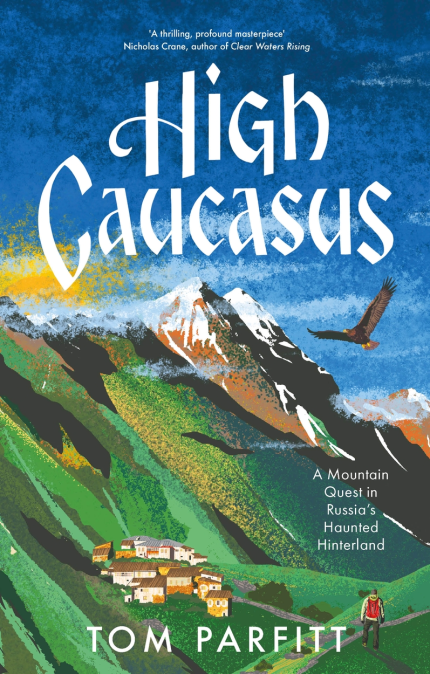 'A thrilling, profound masterpiece'
Nicholas Crane, author of Clear Waters Rising
High
Caucasus
A Mountain
Quest in
Russia's
Haunted
Hinterland
TOM PARFITT